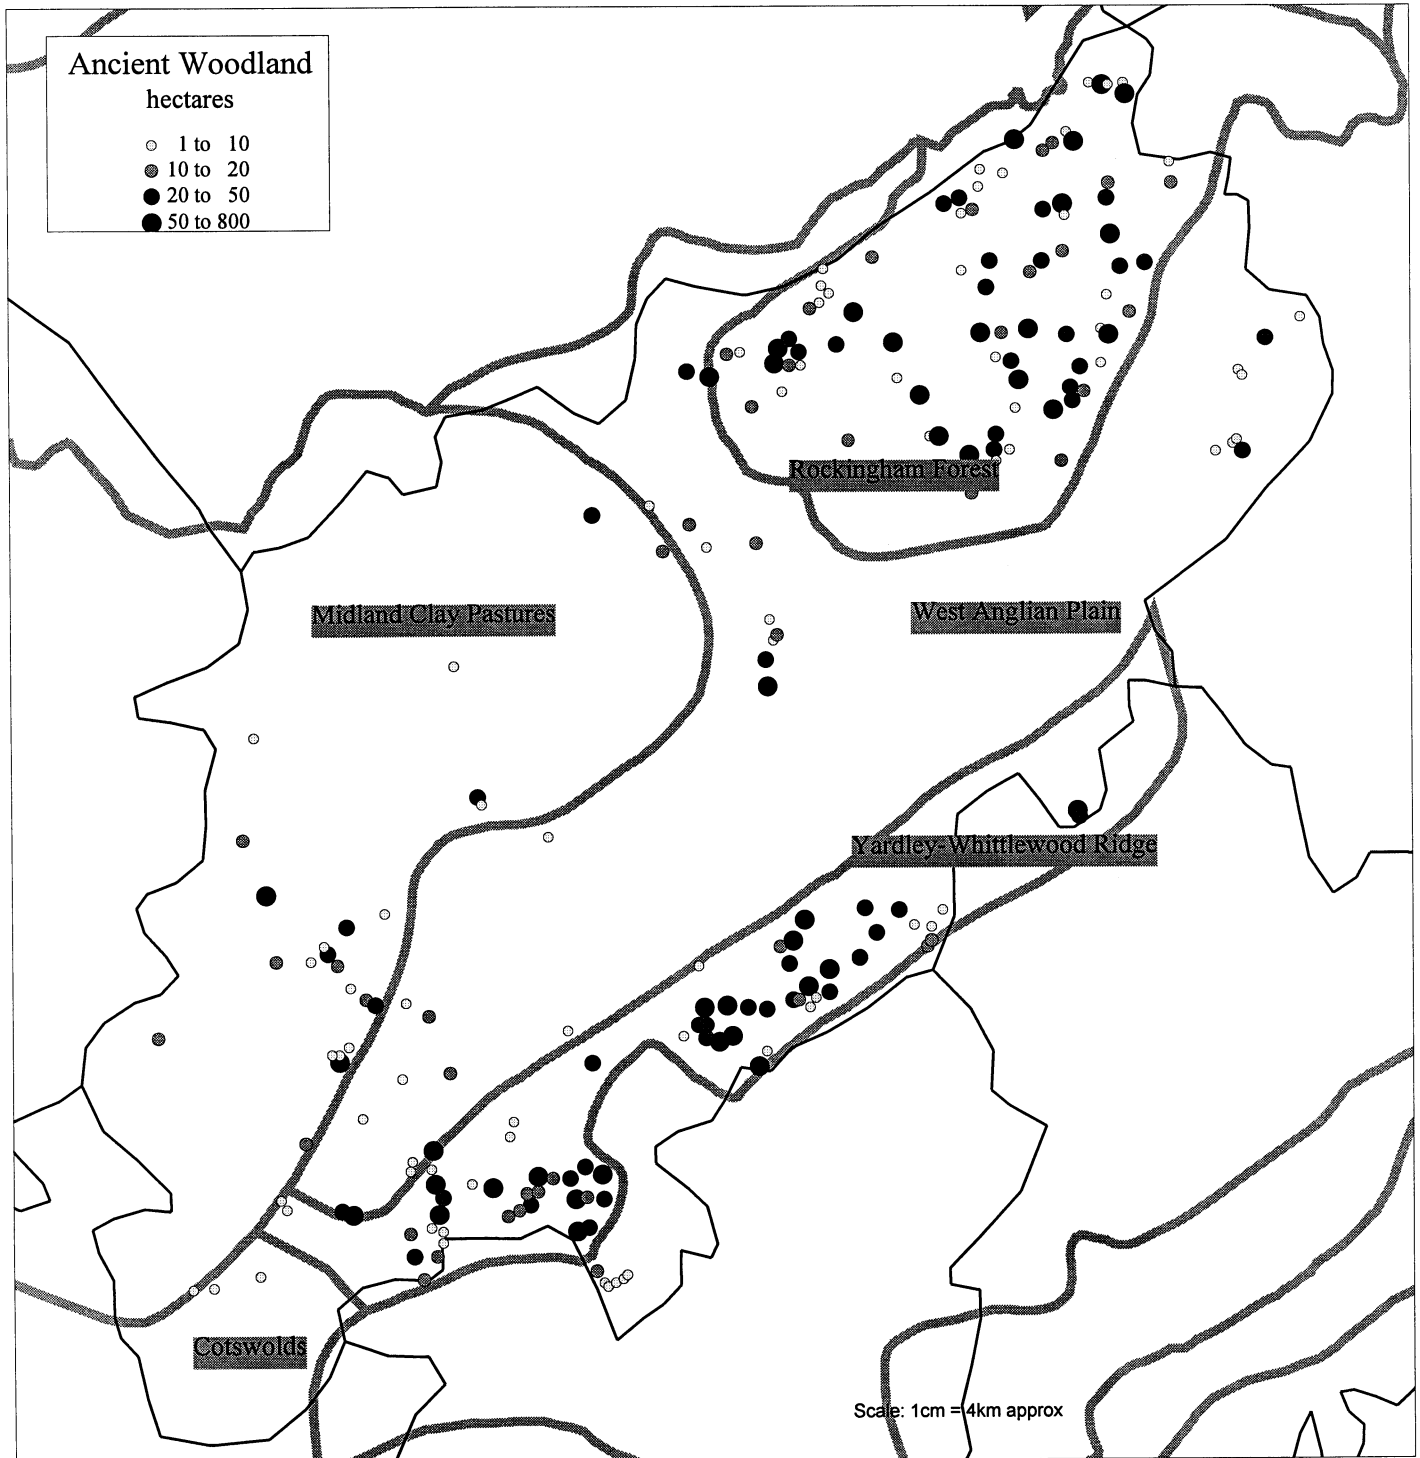 Ancient Woodland
hectares
1 to 10
10 to 20
20 to 50
50 to 800
Rockingham Forest
Midland Clay Pastures
West Anglian Plain
Yardley-Whittlewood Ridge
Cotswolds
Scale: 1cm = 4km approx